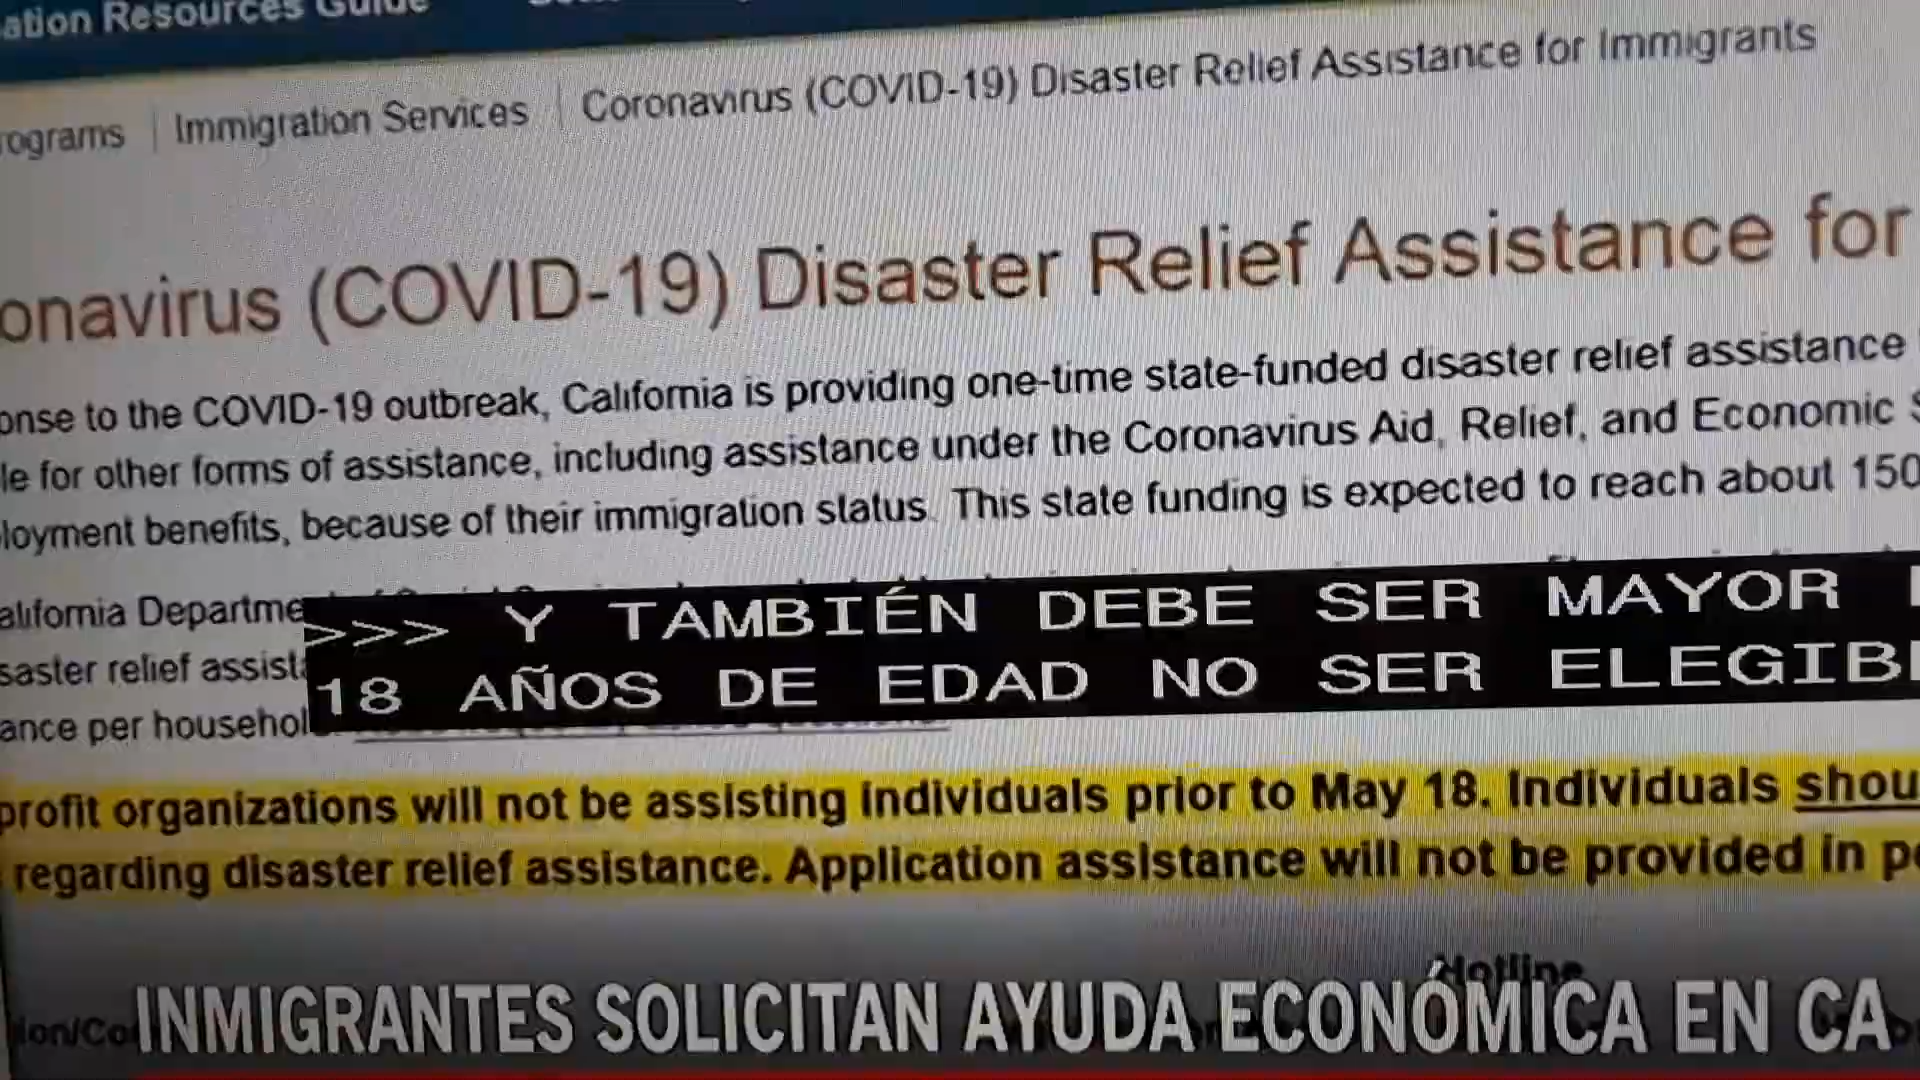 ation Resources Guide
rograms | Immigration Services | Coronavirus (COVID-19) Disaster Relief Assistance for Immigrants
onavirus (COVID-19) Disaster Relief Assistance for
onse to the COVID-19 outbreak, California is providing one-time state-funded disaster relief assistance
le for other forms of assistance, including assistance under the Coronavirus Aid, Relief, and Economic S
loyment benefits, because of their immigration status. This state funding is expected to reach about 150
alifornia Departme
saster relief assista
ance per househol
>>> Y TAMBIÉN DEBE SER MAYOR
18 AÑOS DE EDAD NO SER ELEGIB
profit organizations will not be assisting individuals prior to May 18. Individuals shou
regarding disaster relief assistance. Application assistance will not be provided in pe
Hotline
ion/Co
INMIGRANTES SOLICITAN AYUDA ECONÓMICA EN CA